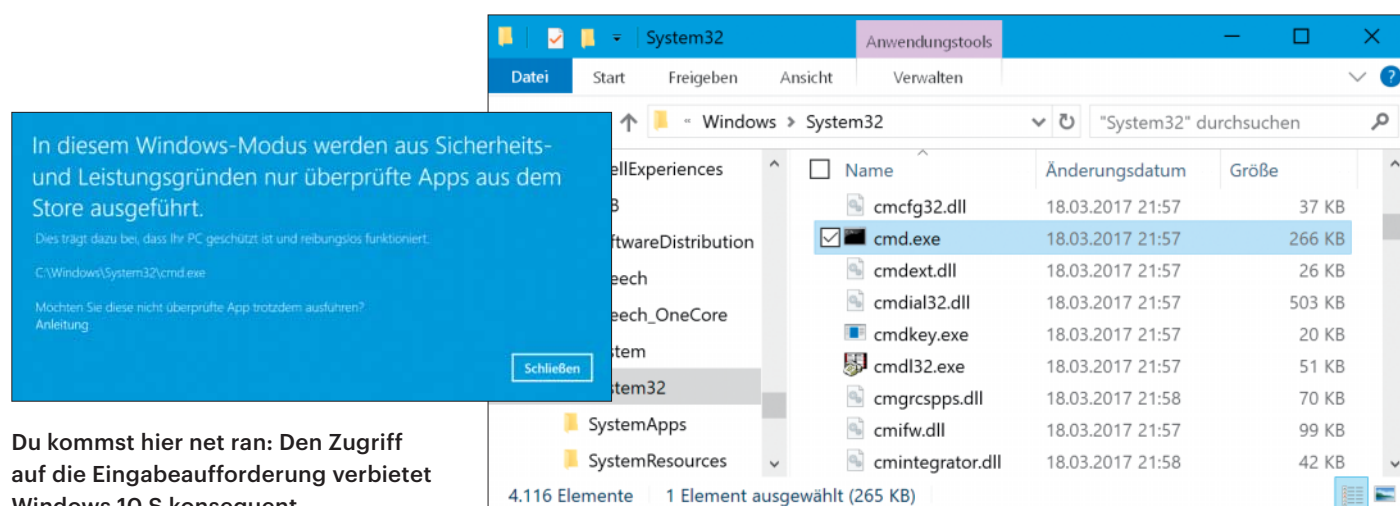 In diesem Windows-Modus werden aus Sicherheits-
und Leistungsgründen nur überprüfte Apps aus dem
Store ausgeführt.
Dies trägt dazu bei, dass Ihr PC geschützt ist und reibungslos funktioniert.
C:\Windows\System32\cmd.exe
Möchten Sie diese nicht überprüfte App trotzdem ausführen?
Anleitung
Schließen
Du kommst hier net ran: Den Zugriff
auf die Eingabeaufforderung verbietet
Windows 10 S konsequent
System32
Anwendungstools
Datei Start Freigeben Ansicht Verwalten
« Windows > System32
"System32" durchsuchen
ellExperiences
ftwareDistribution
eech
eech_OneCore
stem
stem32
SystemApps
SystemResources
Name Änderungsdatum Größe
cmcfg32.dll 18.03.2017 21:57 37 KB
cmd.exe 18.03.2017 21:57 266 KB
cmdext.dll 18.03.2017 21:57 26 KB
cmdial32.dll 18.03.2017 21:57 503 KB
cmdkey.exe 18.03.2017 21:57 20 KB
cmdl32.exe 18.03.2017 21:57 51 KB
cmgrcspps.dll 18.03.2017 21:58 70 KB
cmifw.dll 18.03.2017 21:57 99 KB
cmintegrator.dll 18.03.2017 21:58 42 KB
4.116 Elemente 1 Element ausgewählt (265 KB)